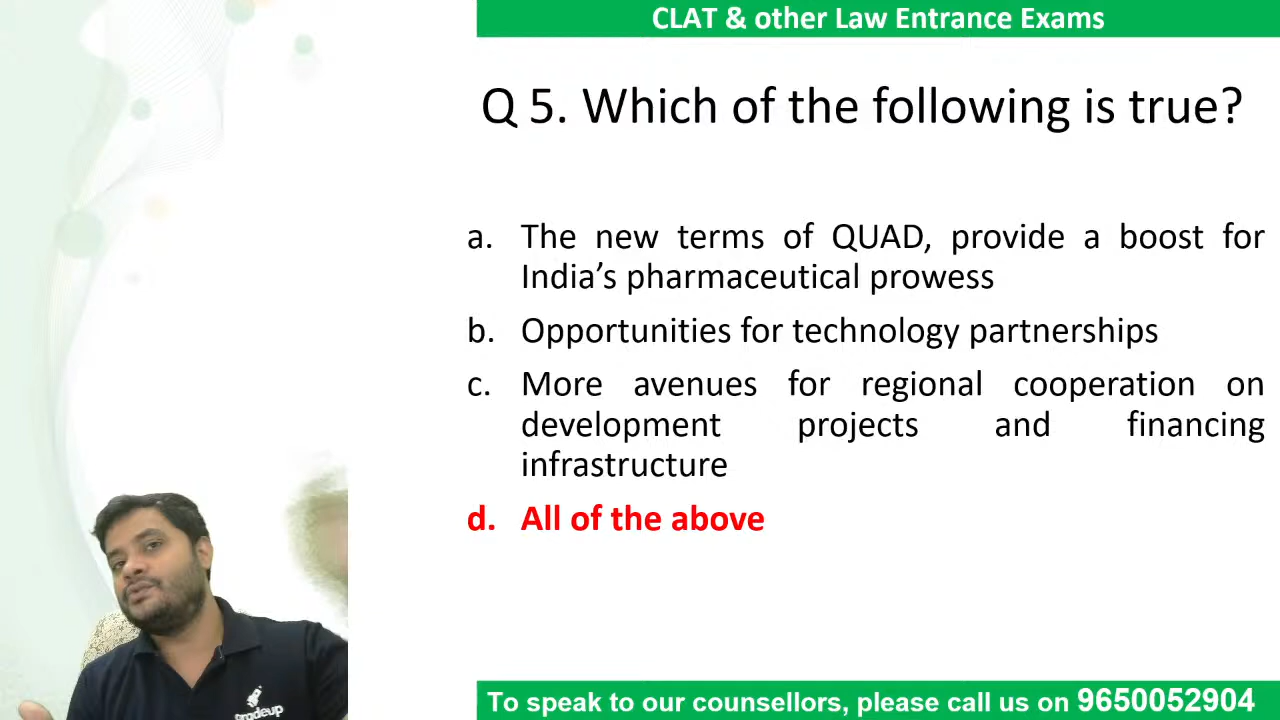 CLAT & other Law Entrance Exams
Q 5. Which of the following is true?
a. The new terms of QUAD, provide a boost for
India’s pharmaceutical prowess
b. Opportunities for technology partnerships
c. More avenues for regional cooperation on
development projects and financing
infrastructure
d. All of the above
gradeup
To speak to our counsellors, please call us on 9650052904